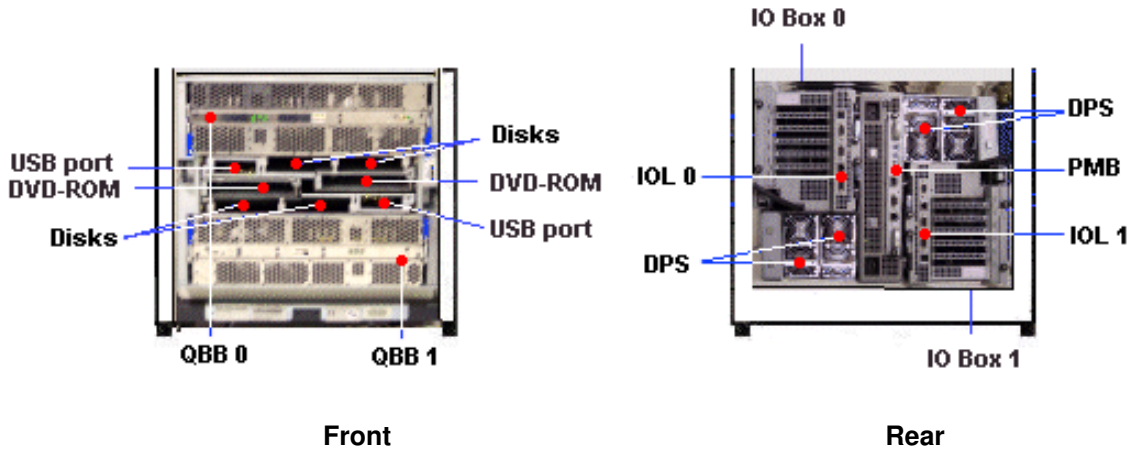 IO Box 0
Disks
USB port
DVD-ROM
DVD-ROM
USB port
Disks
QBB 0
QBB 1
DPS
IOL 0
PMB
IOL 1
DPS
IO Box 1
Front
Rear